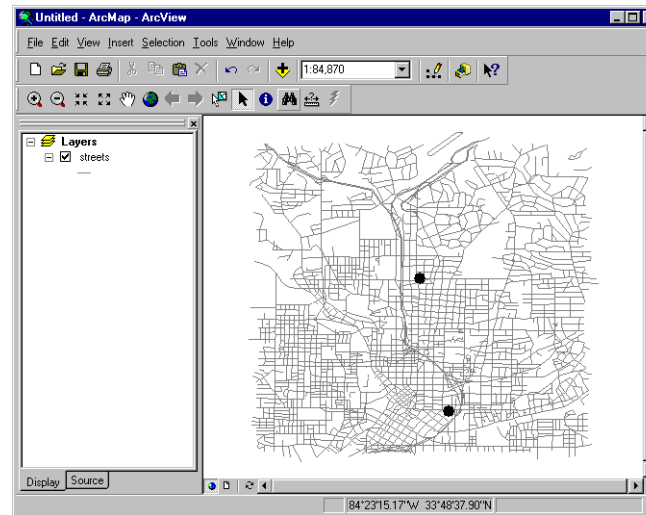 Untitled - ArcMap - ArcView
File Edit View Insert Selection Tools Window Help
1:84,870
Layers
streets
Display Source
84°23'15.17"W 33°48'37.90"N